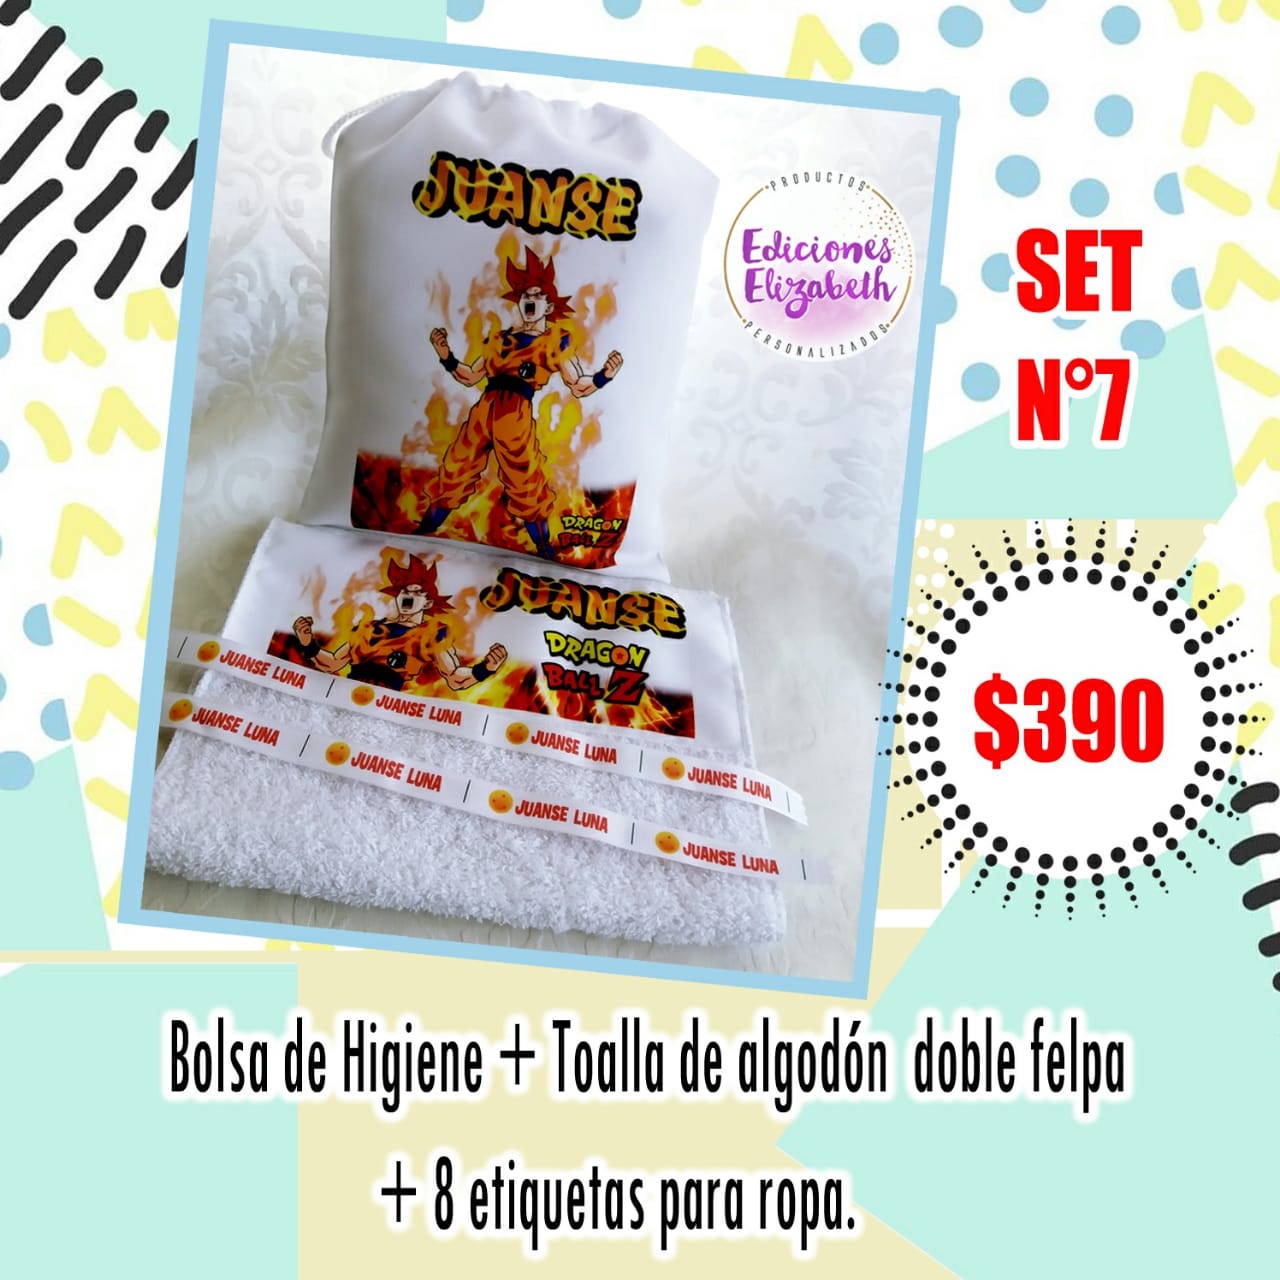 JUANSE
DRAGON
BALL Z
JUANSE
DRAGON
BALL Z
JUANSE LUNA | JUANSE LUNA | JUANSE LUNA | JUANSE LUNA
JUANSE LUNA | JUANSE LUNA | JUANSE LUNA | JUANSE LUNA
PRODUCTOS
Ediciones
Elizabeth
PERSONALIZADOS
SET
N°7
$390
Bolsa de Higiene + Toalla de algodón doble felpa
+ 8 etiquetas para ropa.